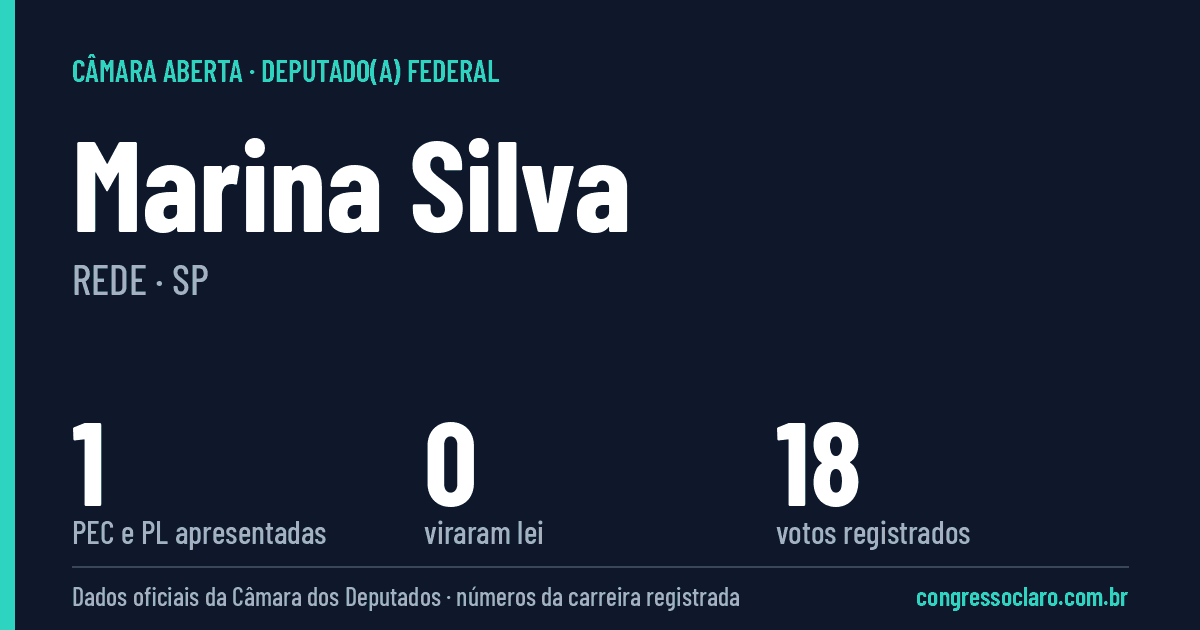 CÂMARA ABERTA · DEPUTADO(A) FEDERAL
Marina Silva
REDE · SP
1 0 18
PEC e PL apresentadas viraram lei votos registrados
Dados oficiais da Câmara dos Deputados · números da carreira registrada congressoclaro.com.br